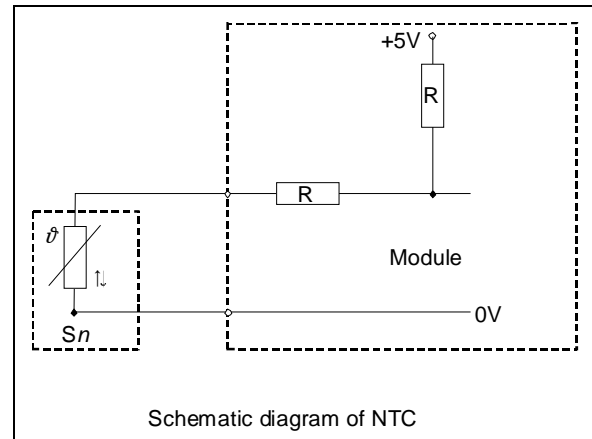 +5V
R
R
ϑ
↑↓
Module
Sn
0V
Schematic diagram of NTC